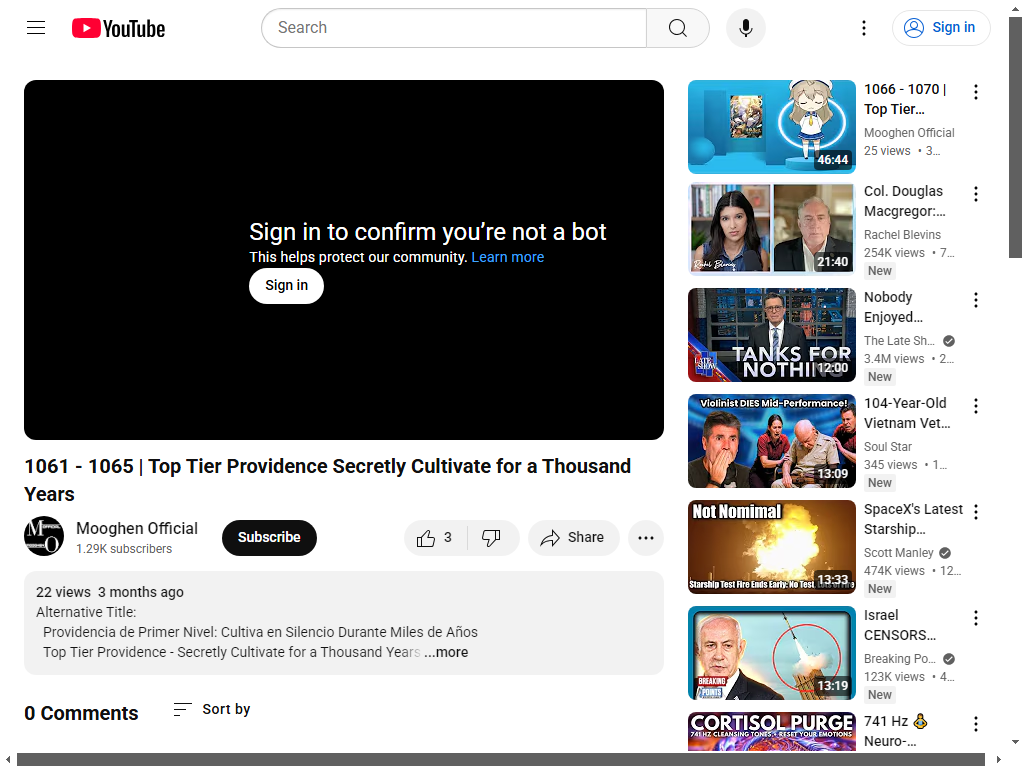 YouTube
Search
Sign in
Sign in to confirm you’re not a bot
This helps protect our community. Learn more
Sign in
1061 - 1065 | Top Tier Providence Secretly Cultivate for a Thousand
Years
Mooghen Official
1.29K subscribers
Subscribe
3
Share
22 views 3 months ago
Alternative Title:
Providencia de Primer Nivel: Cultiva en Silencio Durante Miles de Años
Top Tier Providence - Secretly Cultivate for a Thousand Years ...more
0 Comments
Sort by
46:44
1066 - 1070 |
Top Tier…
Mooghen Official
25 views • 3…
Rachel Blevins
21:40
Col. Douglas
Macgregor:…
Rachel Blevins
254K views • 7…
New
LATE SHOW
TANKS FOR
NOTHING
12:00
Nobody
Enjoyed…
The Late Sh…
3.4M views • 2…
New
Violinist DIES Mid-Performance!
13:09
104-Year-Old
Vietnam Vet…
Soul Star
345 views • 1…
New
Not Nomimal
Starship Test Fire Ends Early: No Test, Lots of Fire
13:33
SpaceX's Latest
Starship…
Scott Manley
474K views • 12…
New
BREAKING
POINTS
13:19
Israel
CENSORS…
Breaking Po…
123K views • 4…
New
CORTISOL PURGE
741 HZ CLEANSING TONES + RESET YOUR EMOTIONS
741 Hz
Neuro-…